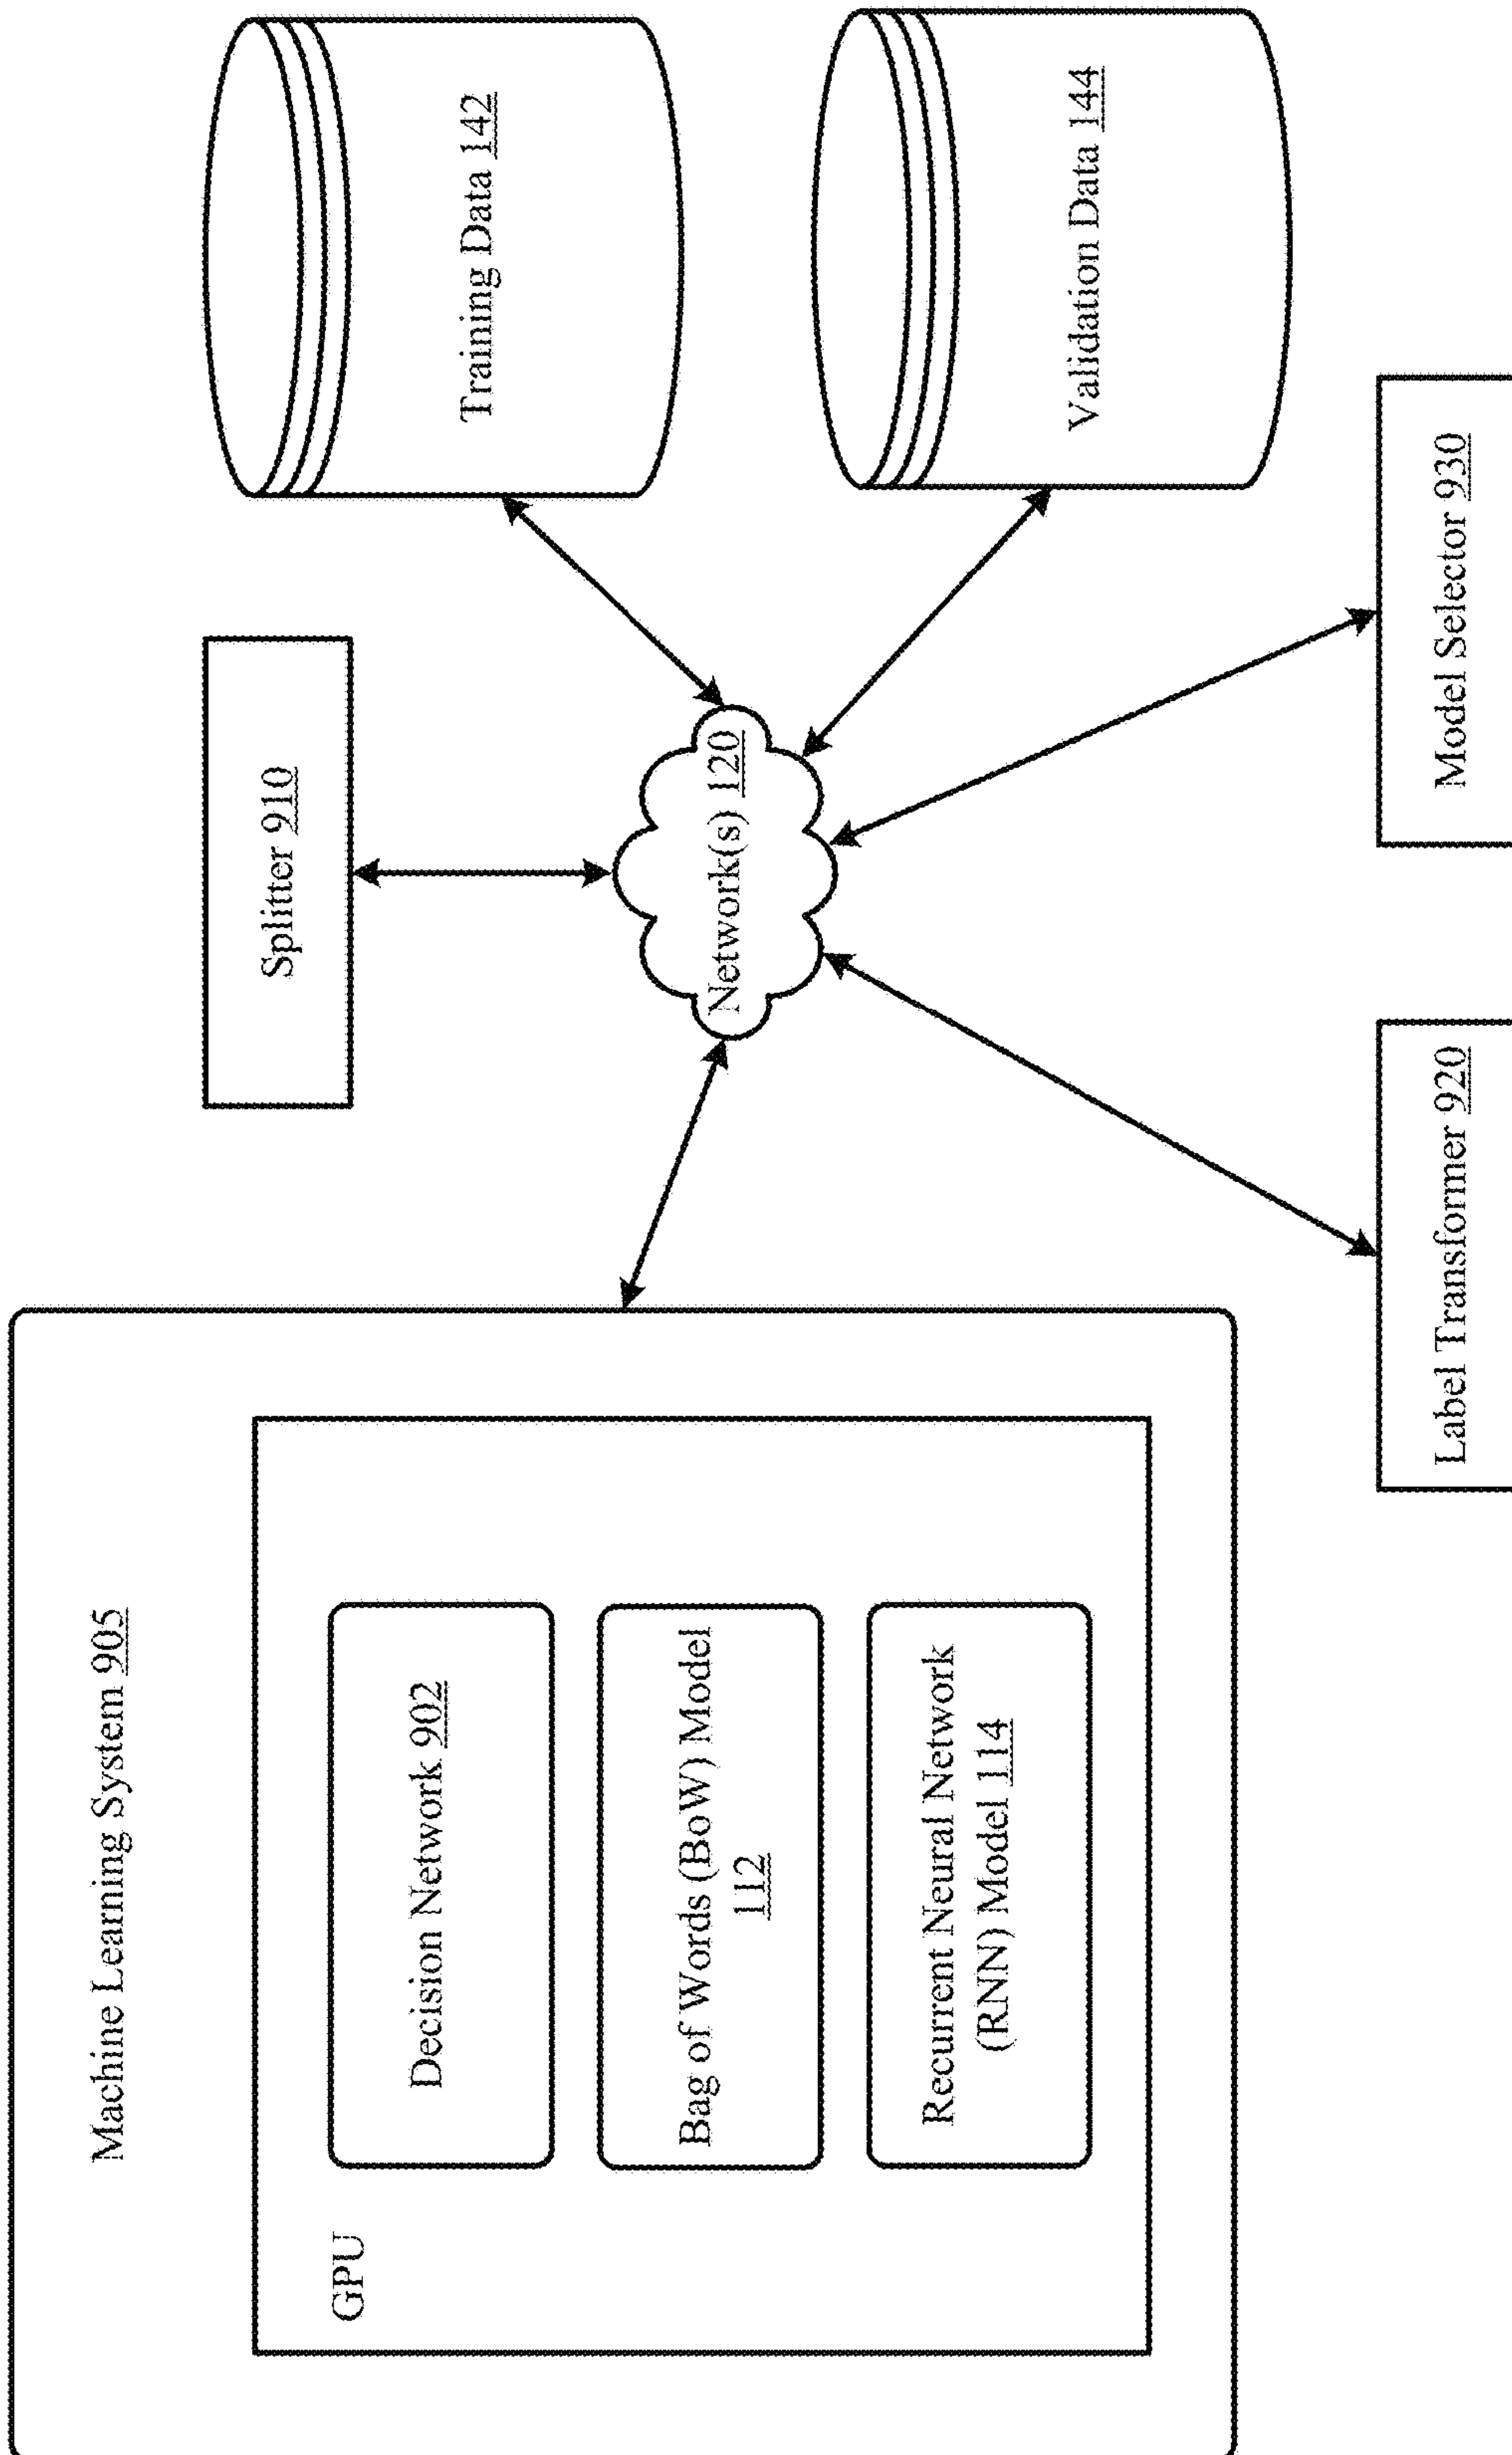 Machine Learning System 905
GPU
Decision Network 902
Bag of Words (BoW) Model
112
Recurrent Neural Network
(RNN) Model 114
Splitter 910
Network(s) 120
Training Data 142
Validation Data 144
Label Transformer 920
Model Selector 930